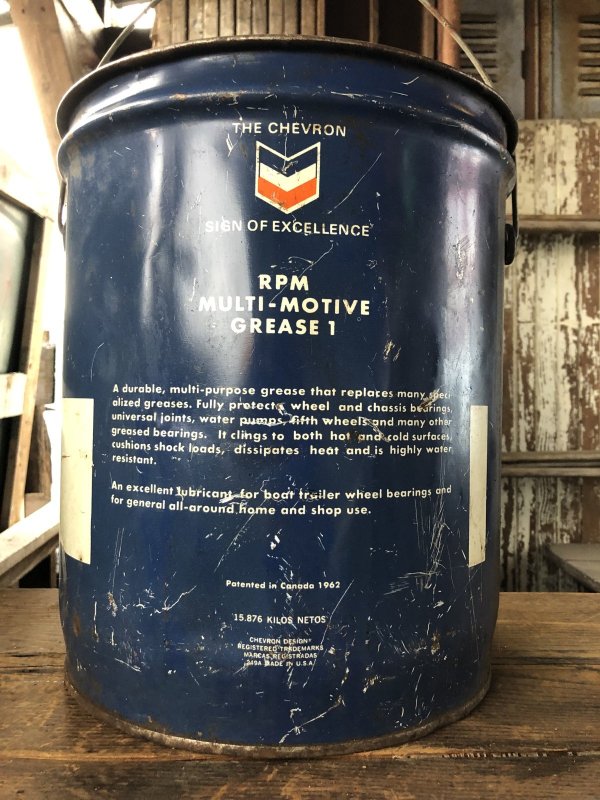 THE CHEVRON
SIGN OF EXCELLENCE
RPM
MULTI-MOTIVE
GREASE 1
A durable, multi-purpose grease that replaces many speci
alized greases. Fully protects wheel and chassis bearings,
universal joints, water pumps, fifth wheels and many other
greased bearings. It clings to both hot and cold surfaces,
cushions shock loads, dissipates heat and is highly water
resistant.
An excellent lubricant for boat trailer wheel bearings and
for general all-around home and shop use.
Patented in Canada 1962
15.876 KILOS NETOS
CHEVRON DESIGN
REGISTERED TRADEMARKS
MARCAS REGISTRADAS
MADE IN U.S.A.